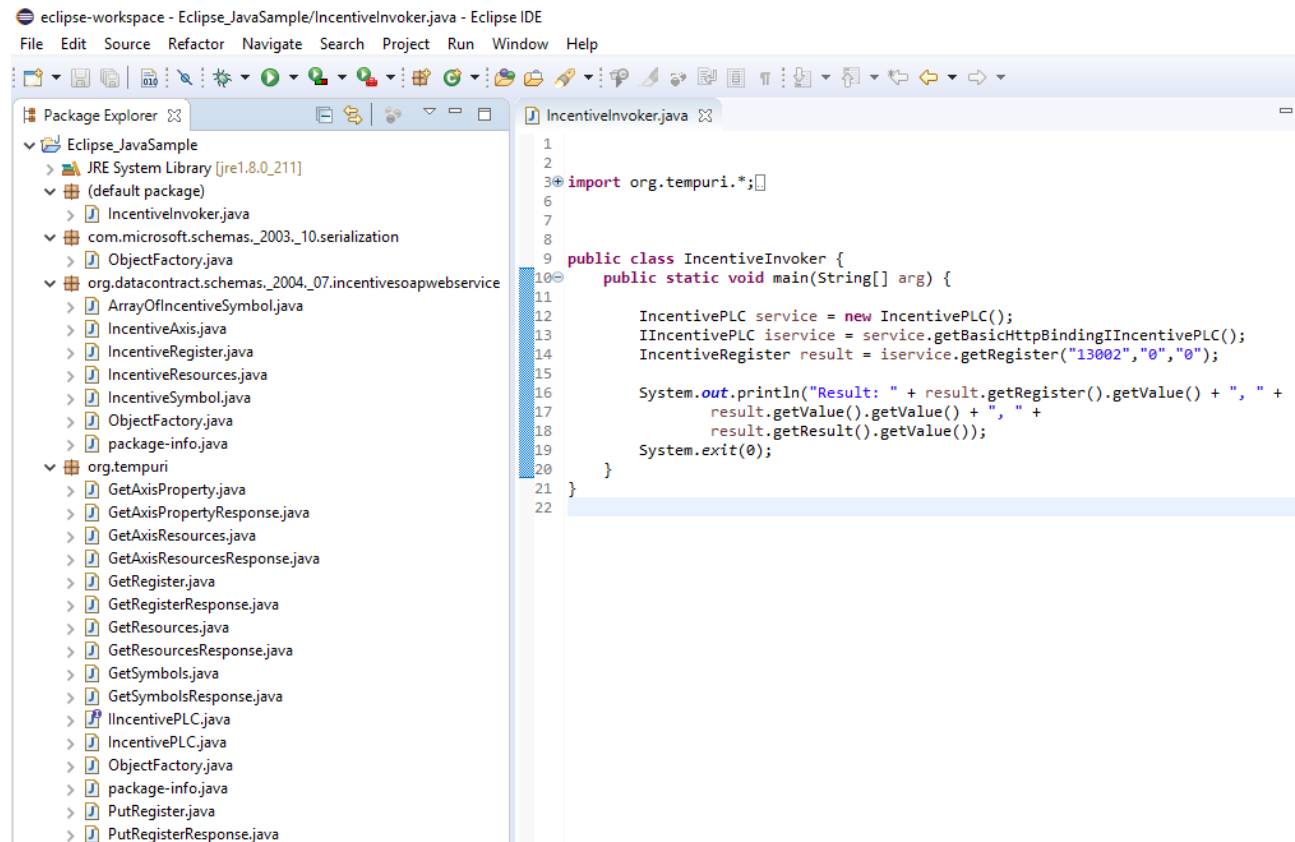 eclipse-workspace - Eclipse_JavaSample/IncentiveInvoker.java - Eclipse IDE
File Edit Source Refactor Navigate Search Project Run Window Help
Package Explorer
Eclipse_JavaSample
JRE System Library [jre1.8.0_211]
(default package)
IncentiveInvoker.java
com.microsoft.schemas._2003._10.serialization
ObjectFactory.java
org.datacontract.schemas._2004._07.incentivesoapwebservice
ArrayOfIncentiveSymbol.java
IncentiveAxis.java
IncentiveRegister.java
IncentiveResources.java
IncentiveSymbol.java
ObjectFactory.java
package-info.java
org.tempuri
GetAxisProperty.java
GetAxisPropertyResponse.java
GetAxisResources.java
GetAxisResourcesResponse.java
GetRegister.java
GetRegisterResponse.java
GetResources.java
GetResourcesResponse.java
GetSymbols.java
GetSymbolsResponse.java
IIncentivePLC.java
IncentivePLC.java
ObjectFactory.java
package-info.java
PutRegister.java
PutRegisterResponse.java
IncentiveInvoker.java
1
2
3 import org.tempuri.*;
6
7
8
9 public class IncentiveInvoker {
10 public static void main(String[] arg) {
11
12 IncentivePLC service = new IncentivePLC();
13 IIncentivePLC iservice = service.getBasicHttpBindingIIncentivePLC();
14 IncentiveRegister result = iservice.getRegister("13002","0","0");
15
16 System.out.println("Result: " + result.getRegister().getValue() + ", " +
17 result.getValue().getValue() + ", " +
18 result.getResult().getValue());
19 System.exit(0);
20 }
21 }
22